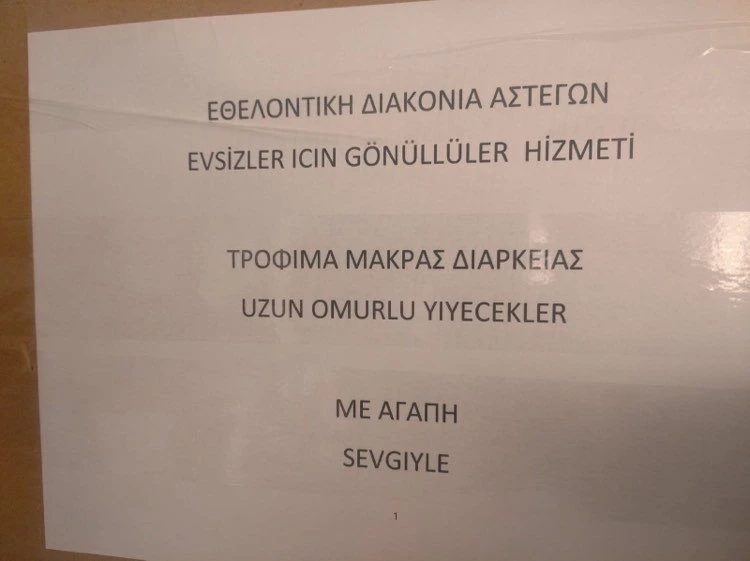 ΕΘΕΛΟΝΤΙΚΗ ΔΙΑΚΟΝΙΑ ΑΣΤΕΓΩΝ
EVSİZLER ICIN GÖNÜLLÜLER HİZMETİ
ΤΡΟΦΙΜΑ ΜΑΚΡΑΣ ΔΙΑΡΚΕΙΑΣ
UZUN OMURLU YIYECEKLER
ΜΕ ΑΓΑΠΗ
SEVGIYLE
1